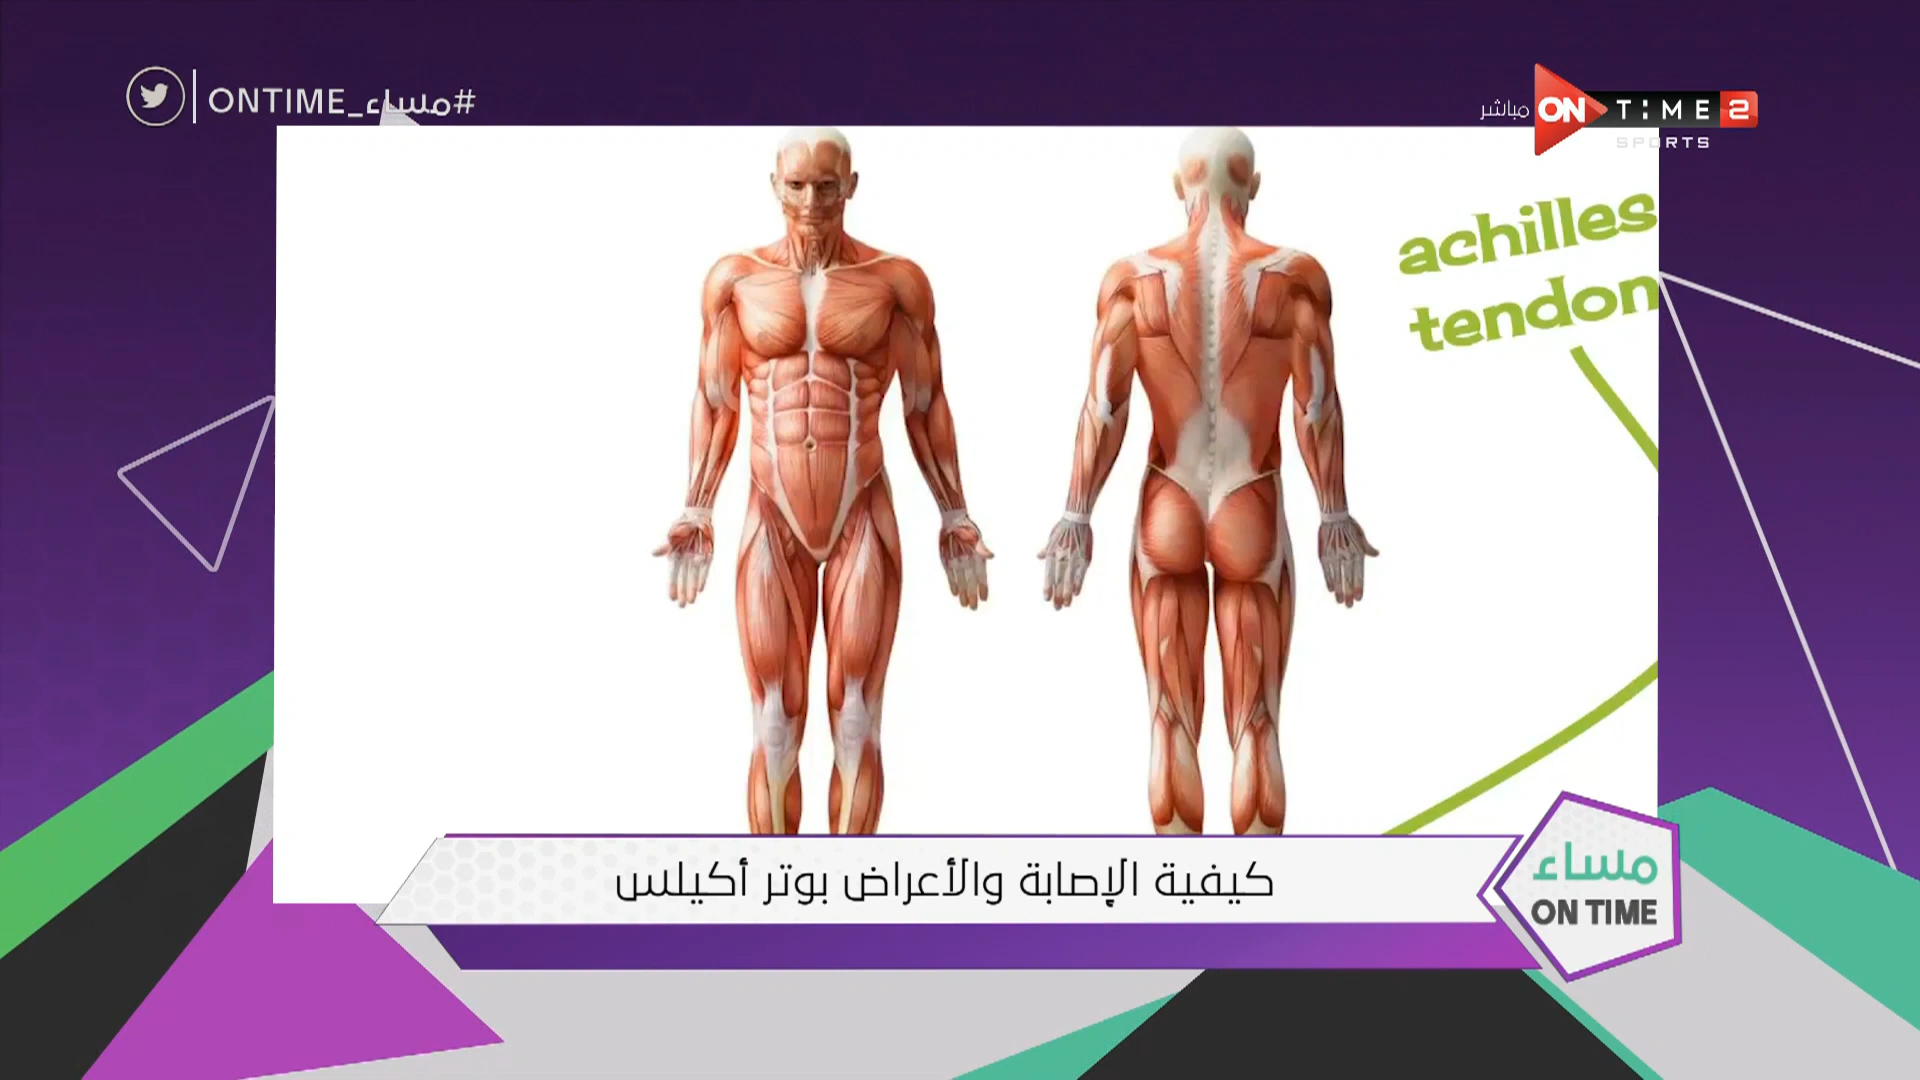 #مساء_ONTIME
مباشر
ON TIME 2
SPORTS
achilles
tendon
كيفية الإصابة والأعراض بوتر أكيلس
مساء
ON TIME